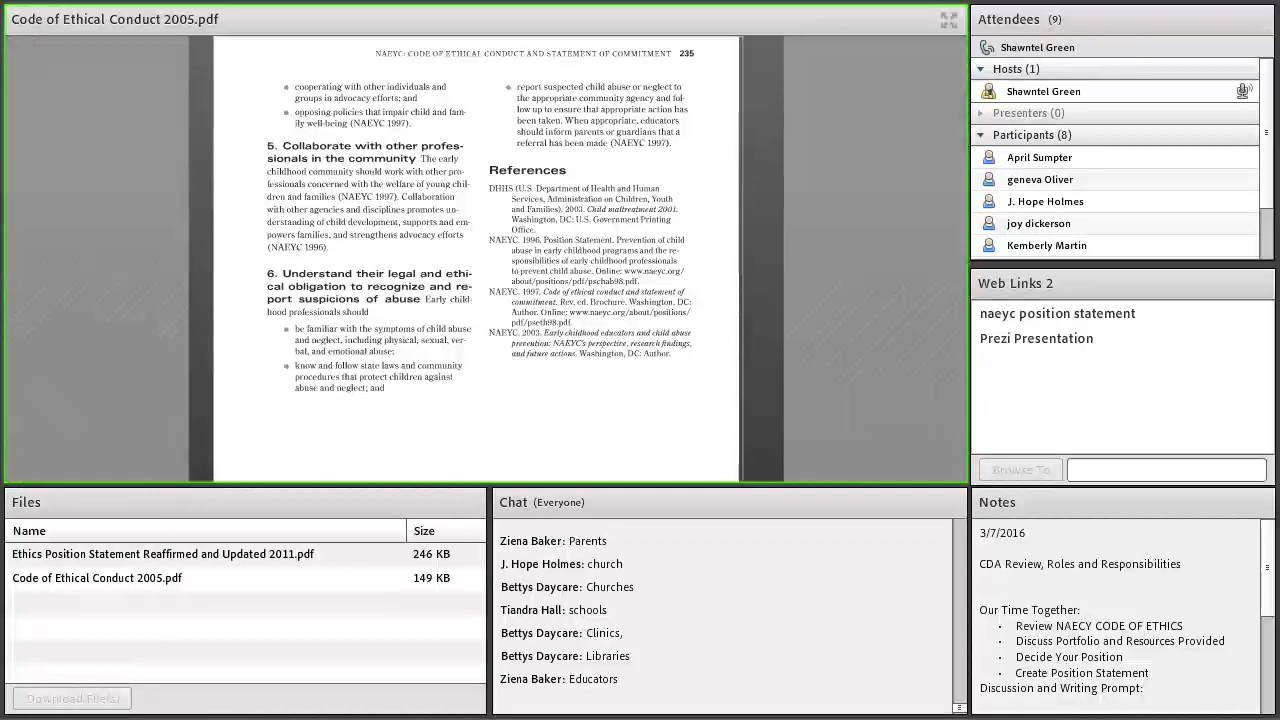 Code of Ethical Conduct 2005.pdf
NAEYC: CODE OF ETHICAL CONDUCT AND STATEMENT OF COMMITMENT 235
cooperating with other individuals and
groups in advocacy efforts; and
opposing policies that impair child and fam-
ily well-being (NAEYC 1997).
5. Collaborate with other profes-
sionals in the community The early
childhood community should work with other pro-
fessionals concerned with the welfare of young chil-
dren and families (NAEYC 1997). Collaboration
with other agencies and disciplines promotes un-
derstanding of child development, supports and em-
powers families, and strengthens advocacy efforts
(NAEYC 1996).
6. Understand their legal and ethi-
cal obligation to recognize and re-
port suspicions of abuse Early child-
hood professionals should
be familiar with the symptoms of child abuse
and neglect, including physical, sexual, ver-
bal, and emotional abuse;
know and follow state laws and community
procedures that protect children against
abuse and neglect; and
report suspected child abuse or neglect to
the appropriate community agency and fol-
low up to ensure that appropriate action has
been taken. When appropriate, educators
should inform parents or guardians that a
referral has been made (NAEYC 1997).
References
DHHS (U.S. Department of Health and Human
Services, Administration on Children, Youth
and Families). 2003. Child maltreatment 2001.
Washington, DC: U.S. Government Printing
Office.
NAEYC. 1996. Position Statement. Prevention of child
abuse in early childhood programs and the re-
sponsibilities of early childhood professionals
to prevent child abuse. Online: www.naeyc.org/
about/positions/pdf/pschab98.pdf.
NAEYC. 1997. Code of ethical conduct and statement of
commitment. Rev. ed. Brochure. Washington, DC:
Author. Online: www.naeyc.org/about/positions/
pdf/pseth98.pdf.
NAEYC. 2003. Early childhood educators and child abuse
prevention: NAEYC's perspective, research findings,
and future actions. Washington, DC: Author.
Attendees (9)
Shawntel Green
Hosts (1)
Shawntel Green
Presenters (0)
Participants (8)
April Sumpter
geneva Oliver
J. Hope Holmes
joy dickerson
Kemberly Martin
Web Links 2
naeyc position statement
Prezi Presentation
Browse To
Files
Name Size
Ethics Position Statement Reaffirmed and Updated 2011.pdf 246 KB
Code of Ethical Conduct 2005.pdf 149 KB
Download File(s)
Chat (Everyone)
Ziena Baker: Parents
J. Hope Holmes: church
Bettys Daycare: Churches
Tiandra Hall: schools
Bettys Daycare: Clinics,
Bettys Daycare: Libraries
Ziena Baker: Educators
Notes
3/7/2016
CDA Review, Roles and Responsibilities
Our Time Together:
• Review NAECY CODE OF ETHICS
• Discuss Portfolio and Resources Provided
• Decide Your Position
• Create Position Statement
Discussion and Writing Prompt: